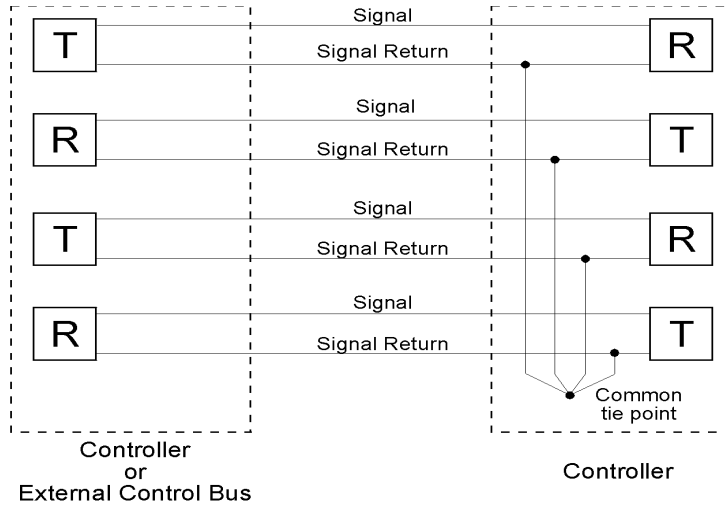 Signal
T
R
Signal Return
Signal
R
T
Signal Return
Signal
T
R
Signal Return
Signal
R
T
Signal Return
Common
tie point
Controller
or
External Control Bus
Controller